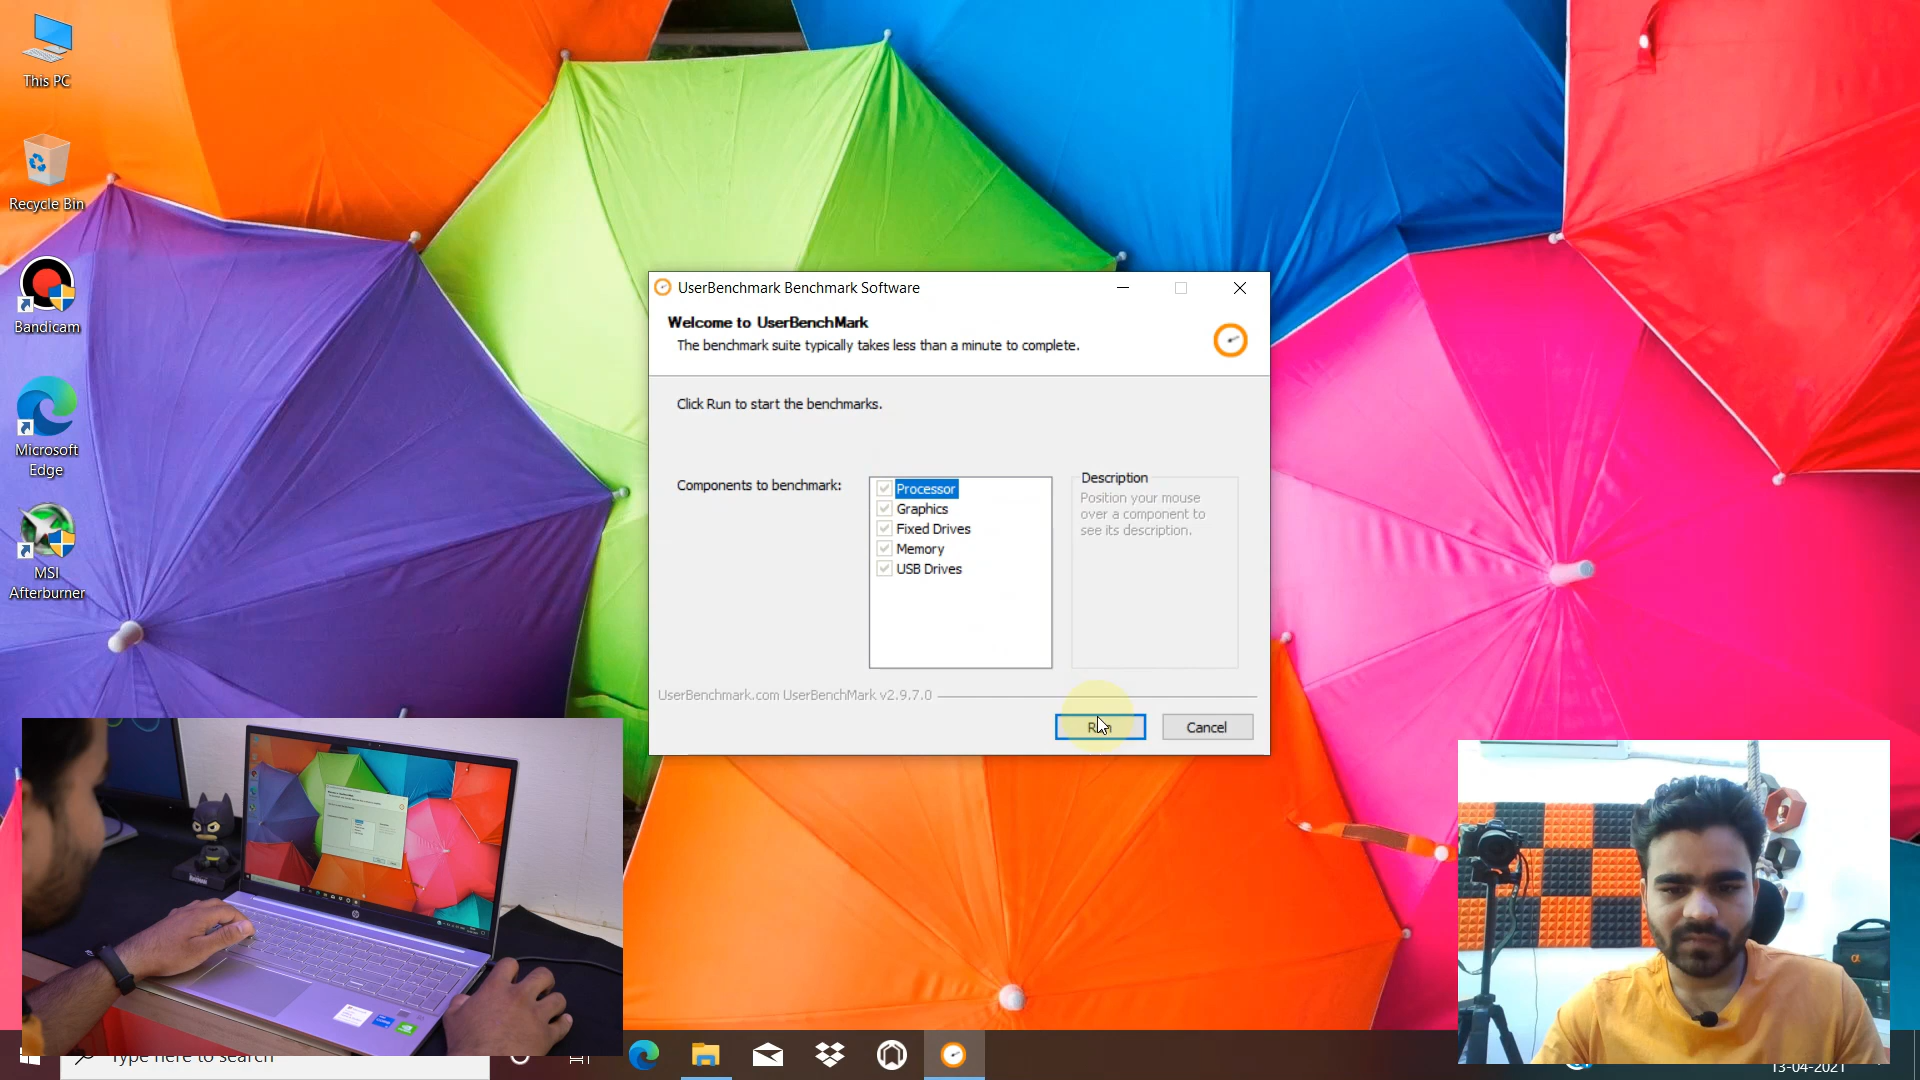 This PC
Recycle Bin
Bandicam
Microsoft
Edge
MSI
Afterburner
UserBenchmark Benchmark Software
Welcome to UserBenchMark
The benchmark suite typically takes less than a minute to complete.
Click Run to start the benchmarks.
Components to benchmark:
Processor
Graphics
Fixed Drives
Memory
USB Drives
Description
Position your mouse
over a component to
see its description.
UserBenchmark.com UserBenchMark v2.9.7.0
Run
Cancel
Type here to search
13-04-2021